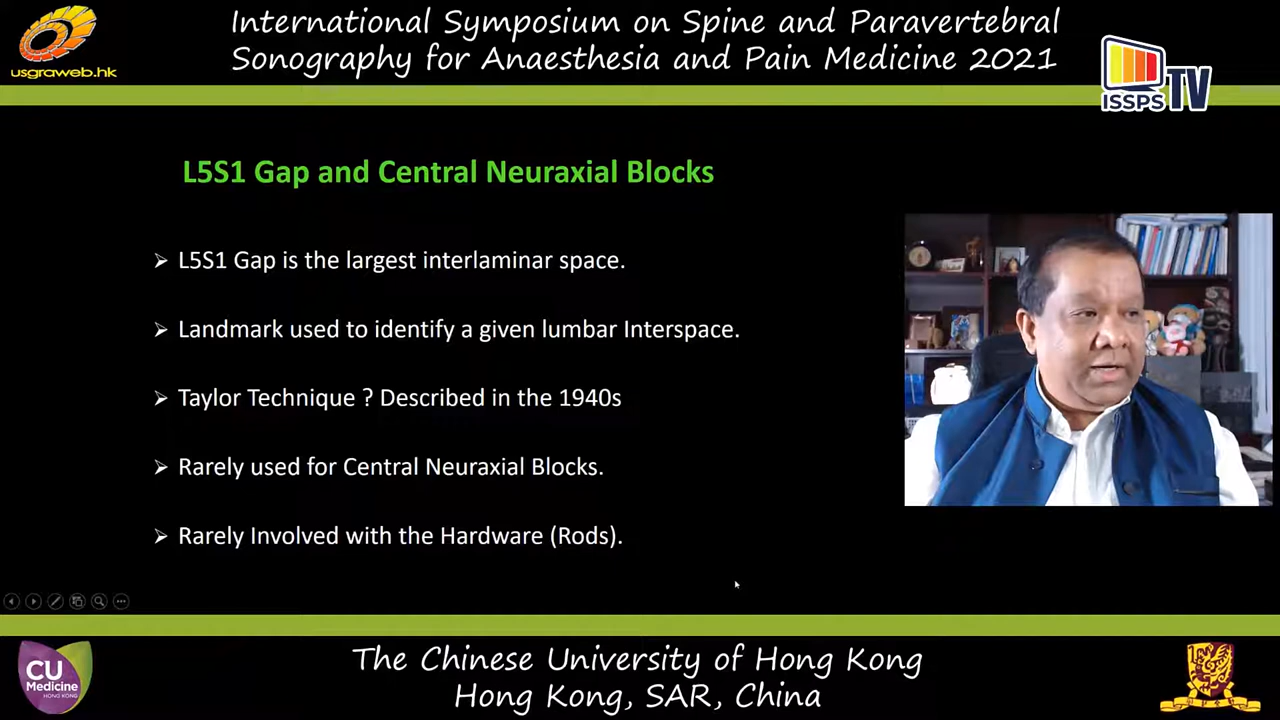 International Symposium on Spine and Paravertebral
Sonography for Anaesthesia and Pain Medicine 2021
usgraweb.hk
ISSPS TV
L5S1 Gap and Central Neuraxial Blocks
➢ L5S1 Gap is the largest interlaminar space.
➢ Landmark used to identify a given lumbar Interspace.
➢ Taylor Technique ? Described in the 1940s
➢ Rarely used for Central Neuraxial Blocks.
➢ Rarely Involved with the Hardware (Rods).
CU
Medicine
HONG KONG
The Chinese University of Hong Kong
Hong Kong, SAR, China